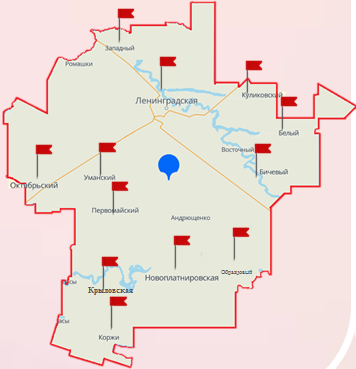 Западный
Ромашки
Ленинградская
Куликовский
Белый
Восточный
Бичевый
Октябрьский
Уманский
Первомайский
Андрющенко
Образцовый
Новоплатнировская
Крыловская
Коржи